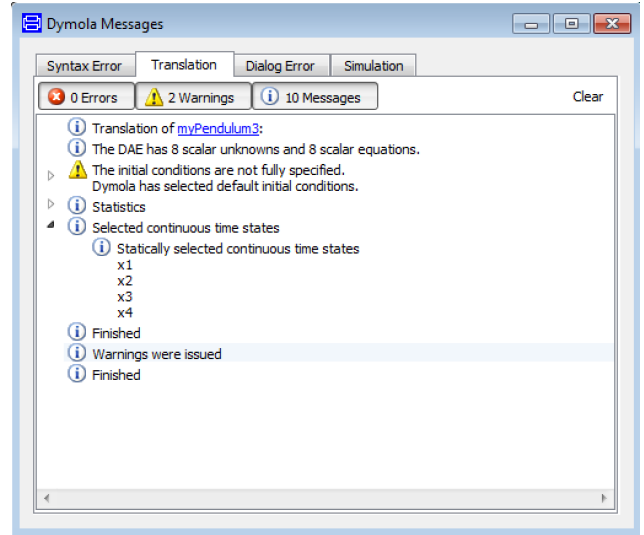 Dymola Messages
Syntax Error Translation Dialog Error Simulation
0 Errors 2 Warnings 10 Messages Clear
Translation of myPendulum3:
The DAE has 8 scalar unknowns and 8 scalar equations.
The initial conditions are not fully specified.
Dymola has selected default initial conditions.
Statistics
Selected continuous time states
Statically selected continuous time states
x1
x2
x3
x4
Finished
Warnings were issued
Finished